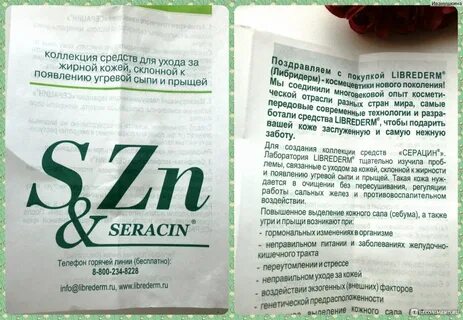 коллекция средств для ухода за
жирной кожей, склонной к
появлению угревой сыпи и прыщей
S&Zn
SERACIN®
Телефон горячей линии (бесплатно):
8-800-234-8228
info@librederm.ru, www.librederm.ru
Поздравляем с покупкой LIBREDERM®
(Либридерм) - космецевтики нового поколения!
Мы соединили многовековой опыт космети-
ческой отрасли разных стран мира, самые
передовые современные технологии и разра-
ботали средства LIBREDERM®, чтобы подарить
вашей коже заслуженную и самую нежную
заботу.
Для создания коллекции средств «СЕРАЦИН».
Лаборатория LIBREDERM® тщательно изучила проб-
лемы, связанные с уходом за кожей, склонной к жирности
и появлению угревой сыпи и прыщей. Такая кожа нуж-
дается в очищении без пересушивания, регуляции
работы сальных желез и противовоспалительном
воздействии.
Повышенное выделение кожного сала (себума), а также
угри и прыщи возникают при:
- гормональных изменениях в организме
- неправильном питании и заболеваниях желудочно-
кишечного тракта
- переутомлении и стрессе
- неправильном уходе за кожей
- воздействии экзогенных (внешних) факторов
- генетической предрасположенности
выделение кожного сала